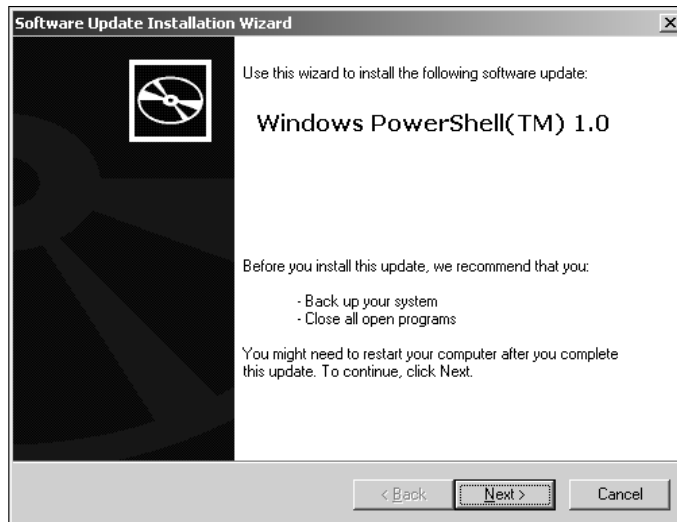 Software Update Installation Wizard
Use this wizard to install the following software update:
Windows PowerShell(TM) 1.0
Before you install this update, we recommend that you:
- Back up your system
- Close all open programs
You might need to restart your computer after you complete
this update. To continue, click Next.
< Back
Next >
Cancel